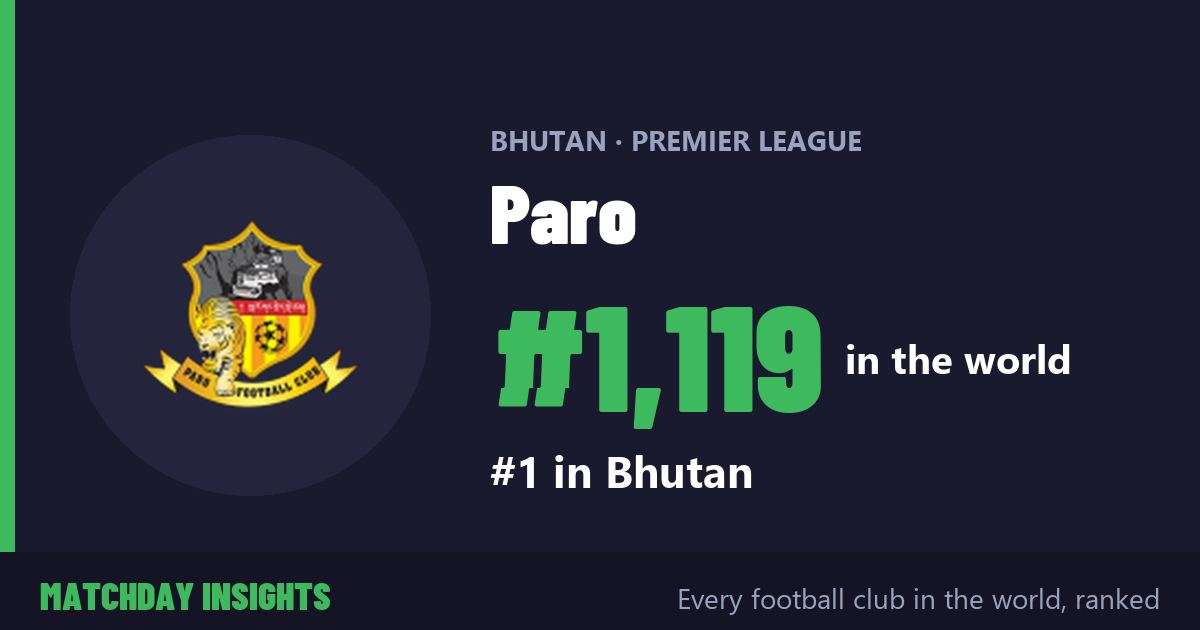 BHUTAN · PREMIER LEAGUE
Paro
#1,119 in the world
#1 in Bhutan
PARO FOOTBALL CLUB
MATCHDAY INSIGHTS
Every football club in the world, ranked